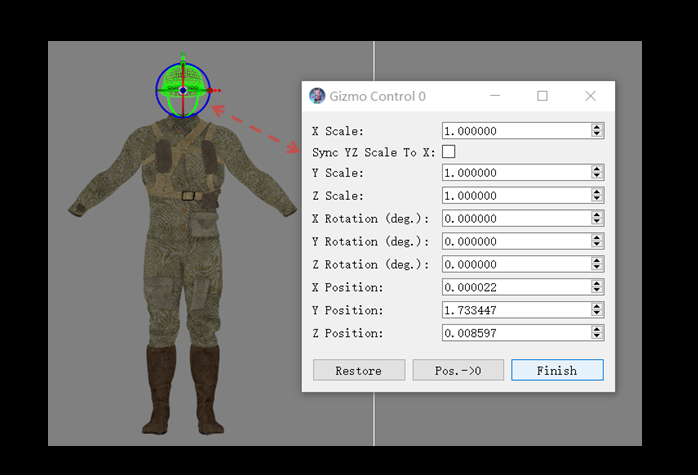 Gizmo Control 0
X Scale: 1.000000
Sync YZ Scale To X:
Y Scale: 1.000000
Z Scale: 1.000000
X Rotation (deg.): 0.000000
Y Rotation (deg.): 0.000000
Z Rotation (deg.): 0.000000
X Position: 0.000022
Y Position: 1.733447
Z Position: 0.008597
Restore Pos.->0 Finish